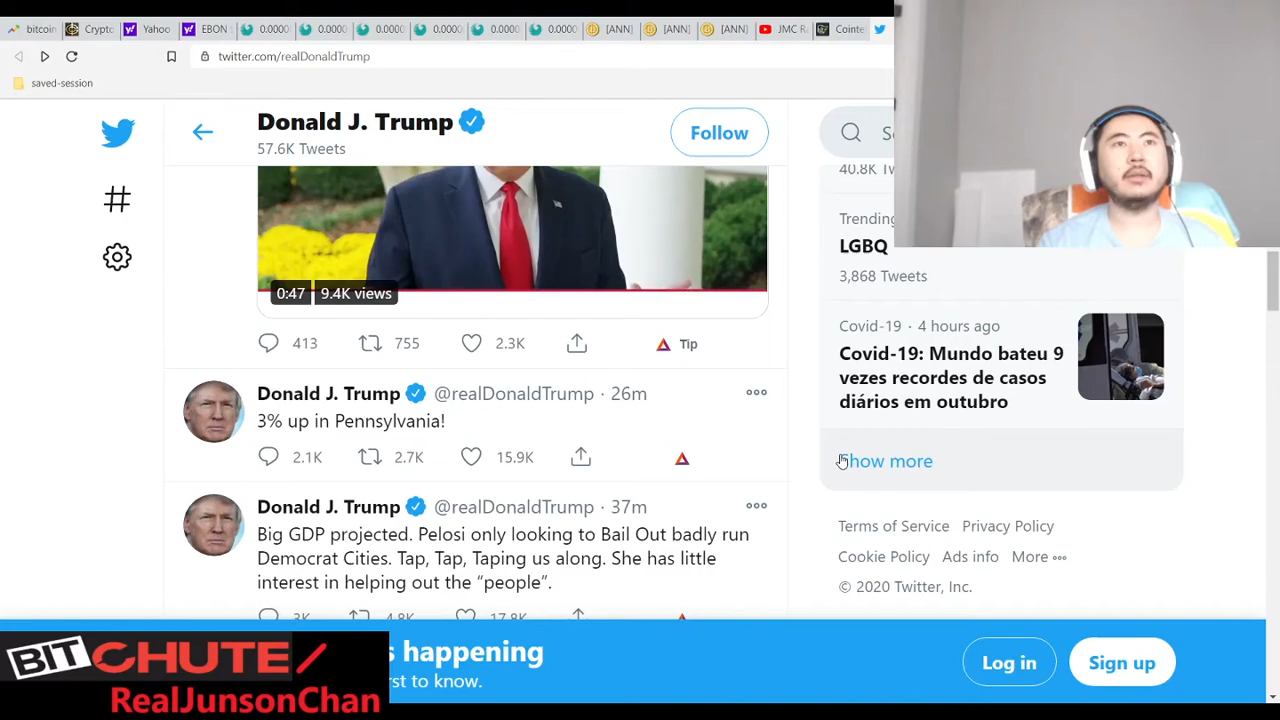 bitcoin
Crypto
Yahoo
EBON
0.0000
0.0000
0.0000
0.0000
0.0000
0.0000
[ANN]
[ANN]
[ANN]
JMC R
Cointe
twitter.com/realDonaldTrump
saved-session
Donald J. Trump
57.6K Tweets
Follow
0:47
9.4K views
413
755
2.3K
Tip
Donald J. Trump @realDonaldTrump · 26m
3% up in Pennsylvania!
2.1K
2.7K
15.9K
Donald J. Trump @realDonaldTrump · 37m
Big GDP projected. Pelosi only looking to Bail Out badly run
Democrat Cities. Tap, Tap, Taping us along. She has little
interest in helping out the “people”.
3K
4.8K
17.8K
40.8K Tw
Trending
LGBQ
3,868 Tweets
Covid-19 · 4 hours ago
Covid-19: Mundo bateu 9
vezes recordes de casos
diários em outubro
Show more
Terms of Service Privacy Policy
Cookie Policy Ads info More
© 2020 Twitter, Inc.
s happening
rst to know.
Log in
Sign up
BITCHUTE/
RealJunsonChan